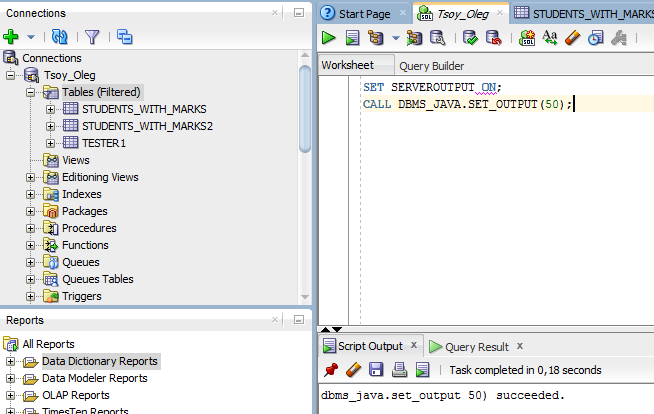 Connections
Connections
Tsoy_Oleg
Tables (Filtered)
STUDENTS_WITH_MARKS
STUDENTS_WITH_MARKS2
TESTER1
Views
Editioning Views
Indexes
Packages
Procedures
Functions
Queues
Queues Tables
Triggers
Reports
All Reports
Data Dictionary Reports
Data Modeler Reports
OLAP Reports
TimesTen Reports
Start Page
Tsoy_Oleg
STUDENTS_WITH_MARKS
Worksheet
Query Builder
SET SERVEROUTPUT ON;
CALL DBMS_JAVA.SET_OUTPUT(50);
Script Output
Query Result
Task completed in 0,18 seconds
dbms_java.set_output 50) succeeded.